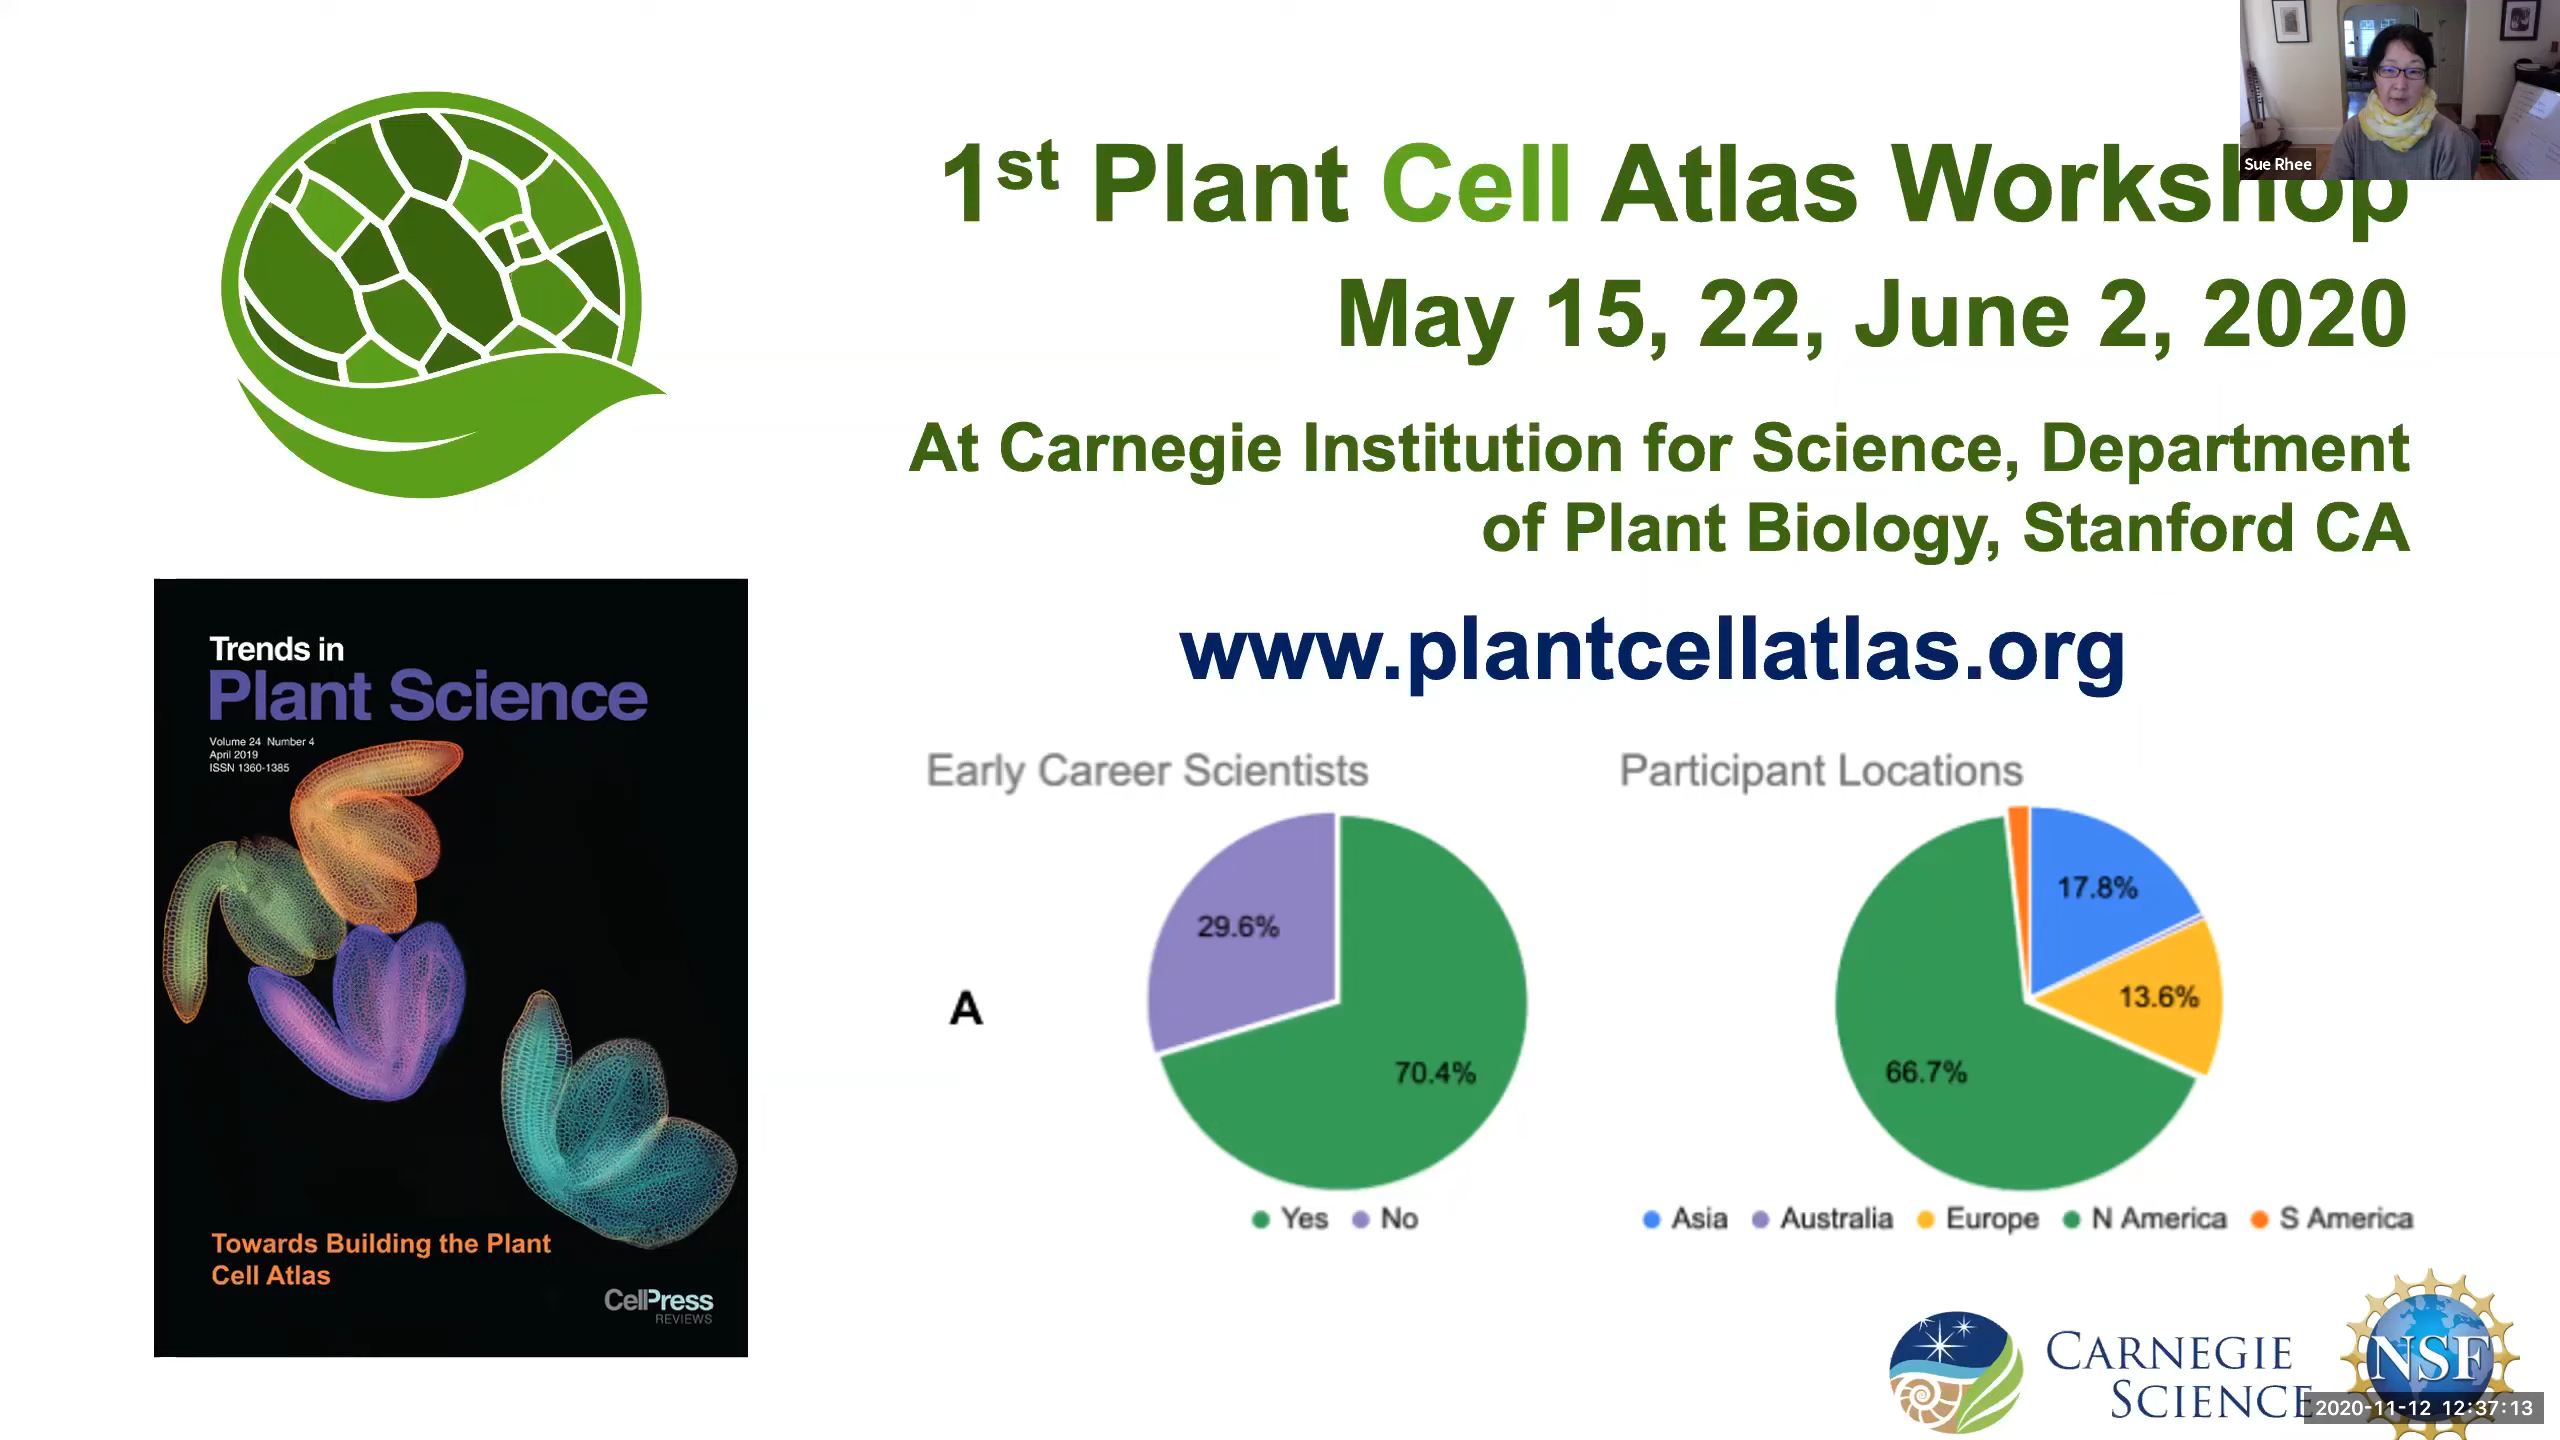 Sue Rhee
1st Plant Cell Atlas Workshop
May 15, 22, June 2, 2020
At Carnegie Institution for Science, Department
of Plant Biology, Stanford CA
www.plantcellatlas.org
Trends in
Plant Science
Volume 24 Number 4
April 2019
ISSN 1360-1385
Towards Building the Plant
Cell Atlas
CellPress
REVIEWS
Early Career Scientists
29.6%
A
70.4%
Yes No
Participant Locations
17.8%
13.6%
66.7%
Asia Australia Europe N America S America
CARNEGIE
SCIENCE
NSF
2020-11-12 12:37:13